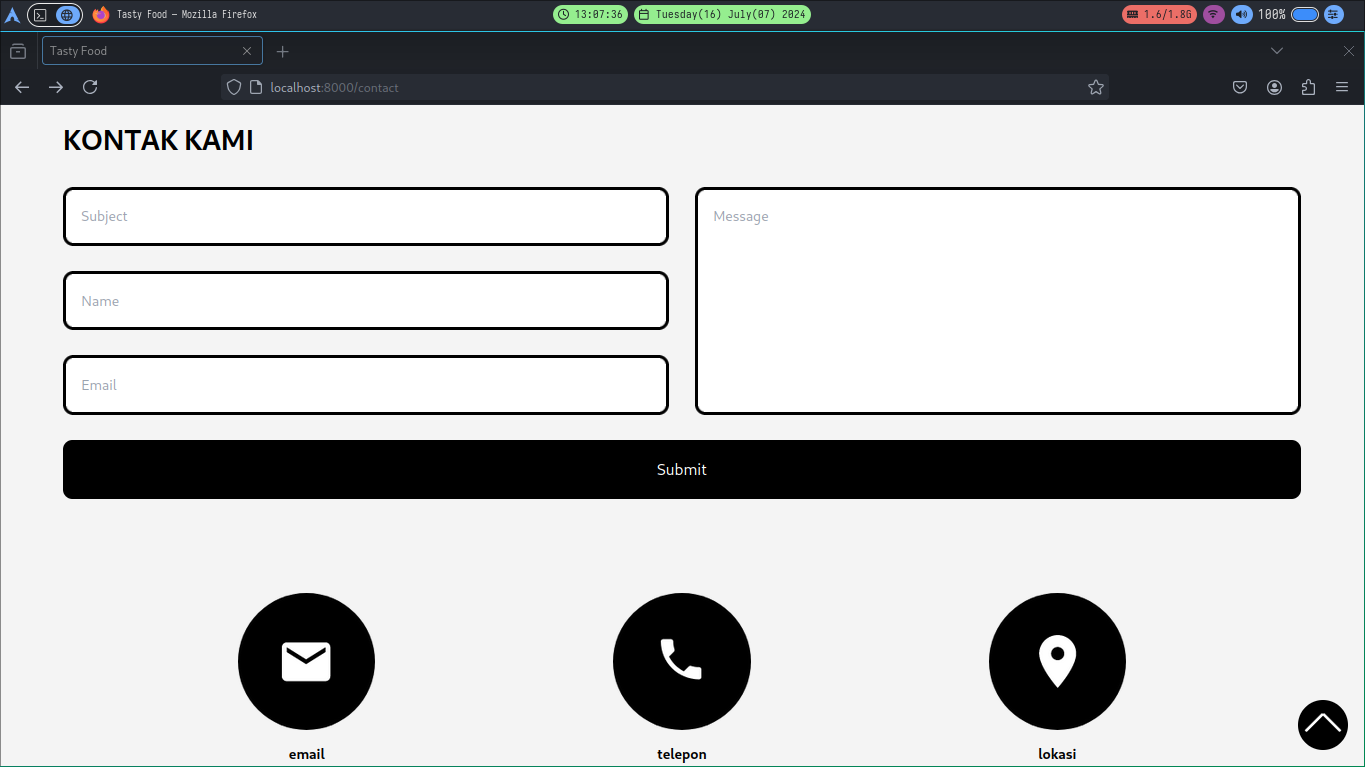 Tasty Food — Mozilla Firefox
13:07:36
Tuesday(16) July(07) 2024
1.6/1.8G
100%
Tasty Food
localhost:8000/contact
KONTAK KAMI
Subject
Message
Name
Email
Submit
email
telepon
lokasi